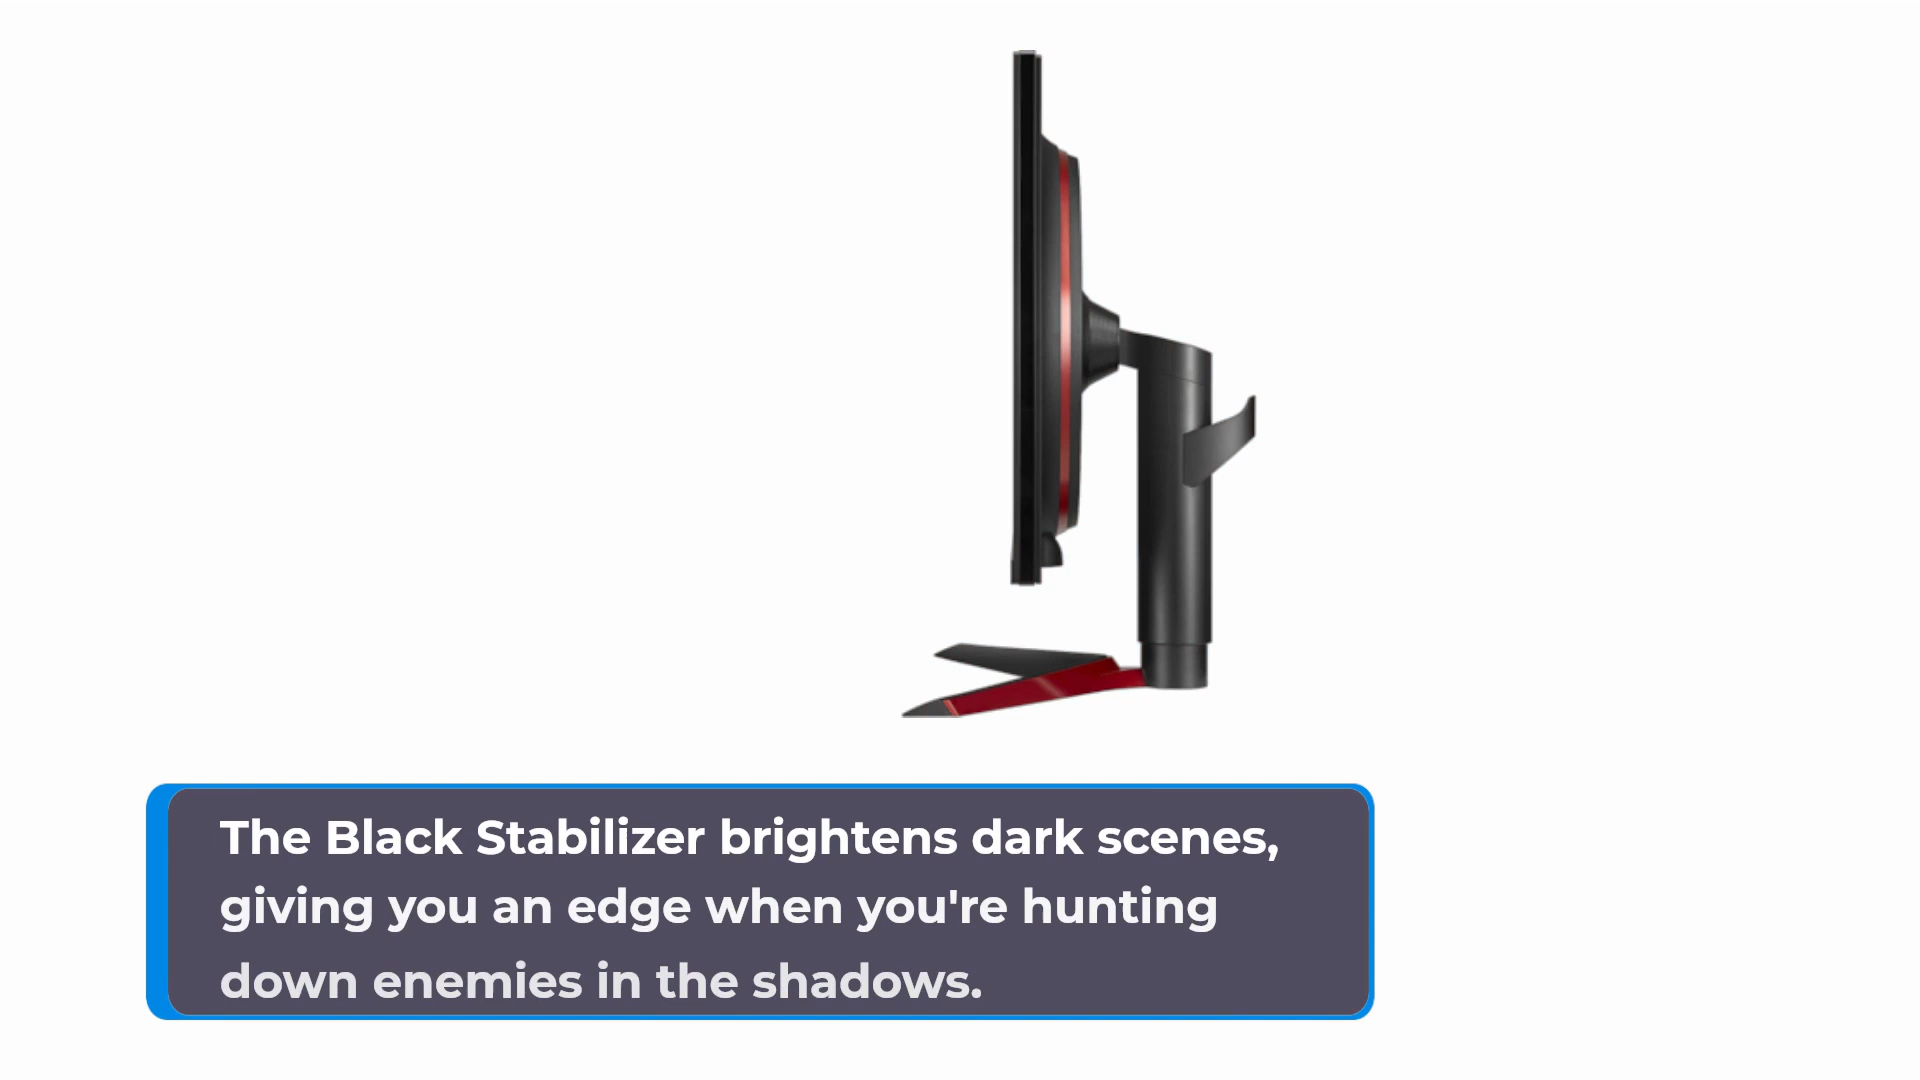 The Black Stabilizer brightens dark scenes,
giving you an edge when you're hunting
down enemies in the shadows.